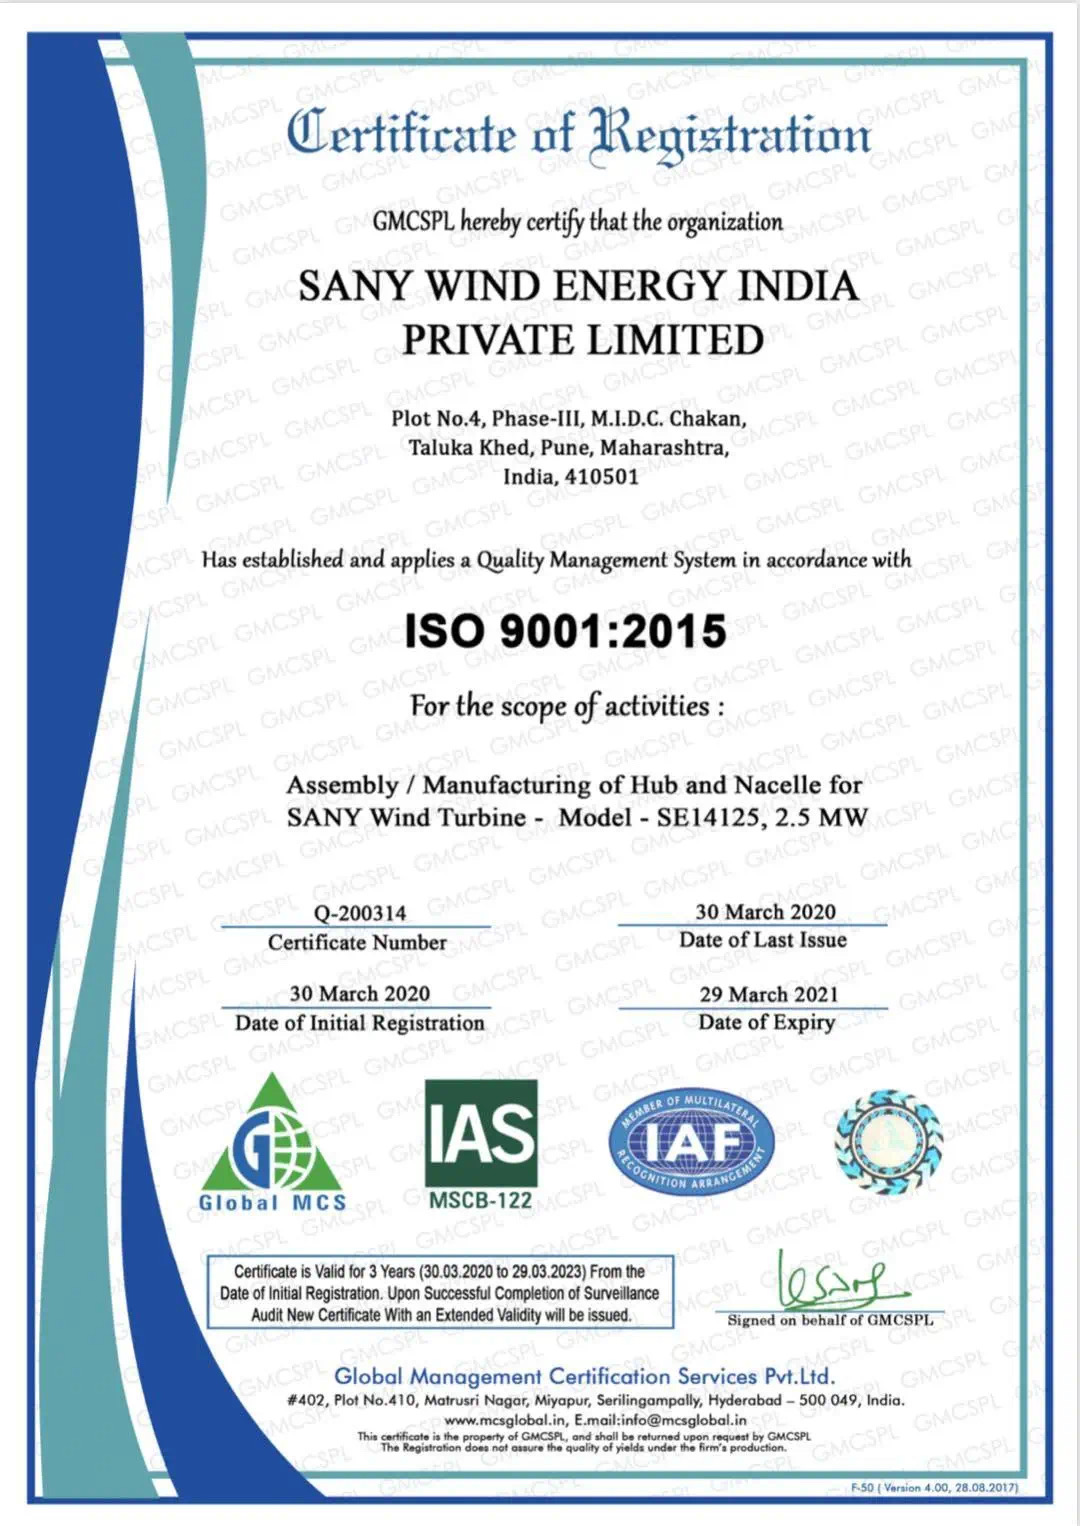 Certificate of Registration
GMCSPL hereby certify that the organization
SANY WIND ENERGY INDIA
PRIVATE LIMITED
Plot No.4, Phase-III, M.I.D.C. Chakan,
Taluka Khed, Pune, Maharashtra,
India, 410501
Has established and applies a Quality Management System in accordance with
ISO 9001:2015
For the scope of activities :
Assembly / Manufacturing of Hub and Nacelle for
SANY Wind Turbine - Model - SE14125, 2.5 MW
Q-200314
Certificate Number
30 March 2020
Date of Last Issue
30 March 2020
Date of Initial Registration
29 March 2021
Date of Expiry
G
Global MCS
IAS
MSCB-122
MEMBER OF MULTILATERAL
IAF
RECOGNITION ARRANGEMENT
Certificate is Valid for 3 Years (30.03.2020 to 29.03.2023) From the
Date of Initial Registration. Upon Successful Completion of Surveillance
Audit New Certificate With an Extended Validity will be issued.
Signed on behalf of GMCSPL
Global Management Certification Services Pvt.Ltd.
#402, Plot No.410, Matrusri Nagar, Miyapur, Serilingampally, Hyderabad – 500 049, India.
www.mcsglobal.in, E.mail:info@mcsglobal.in
This certificate is the property of GMCSPL, and shall be returned upon request by GMCSPL
The Registration does not assure the quality of yields under the firm's production.
F-50 ( Version 4.00, 28.08.2017)